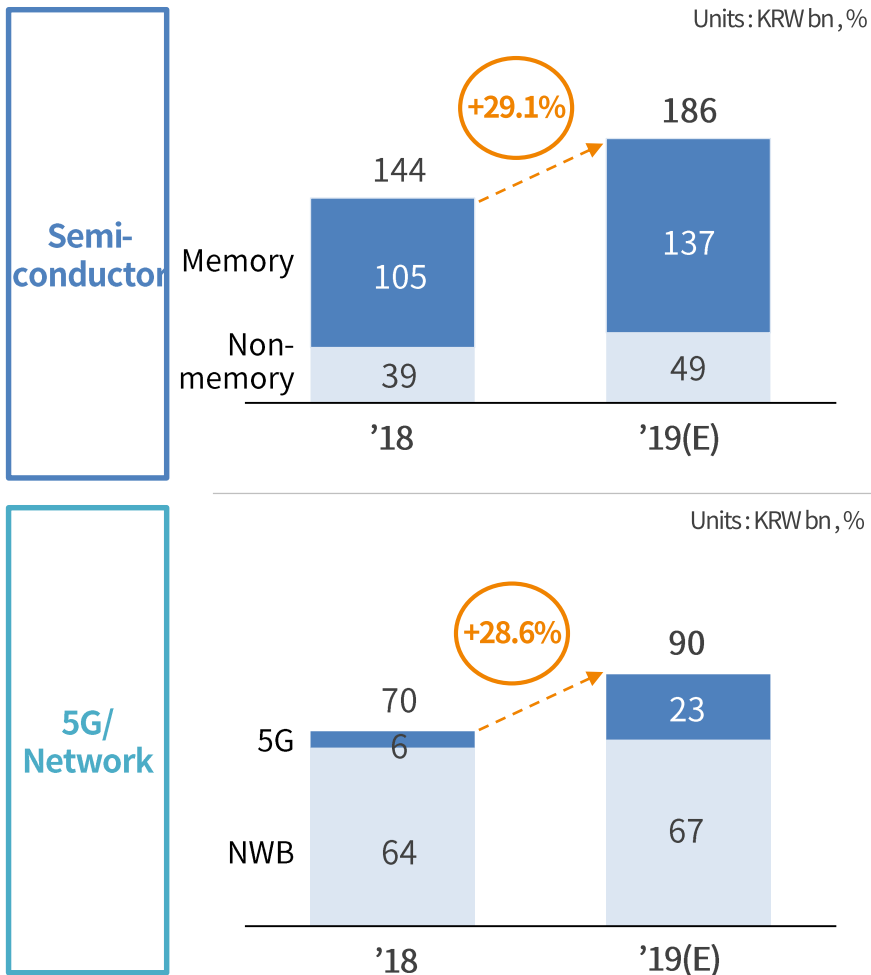 Units : KRW bn , %
Semi-
conductor
+29.1%
144
186
Memory
105
137
Non-
memory
39
49
’18
’19(E)
Units : KRW bn , %
5G/
Network
+28.6%
70
90
5G
6
23
NWB
64
67
’18
’19(E)